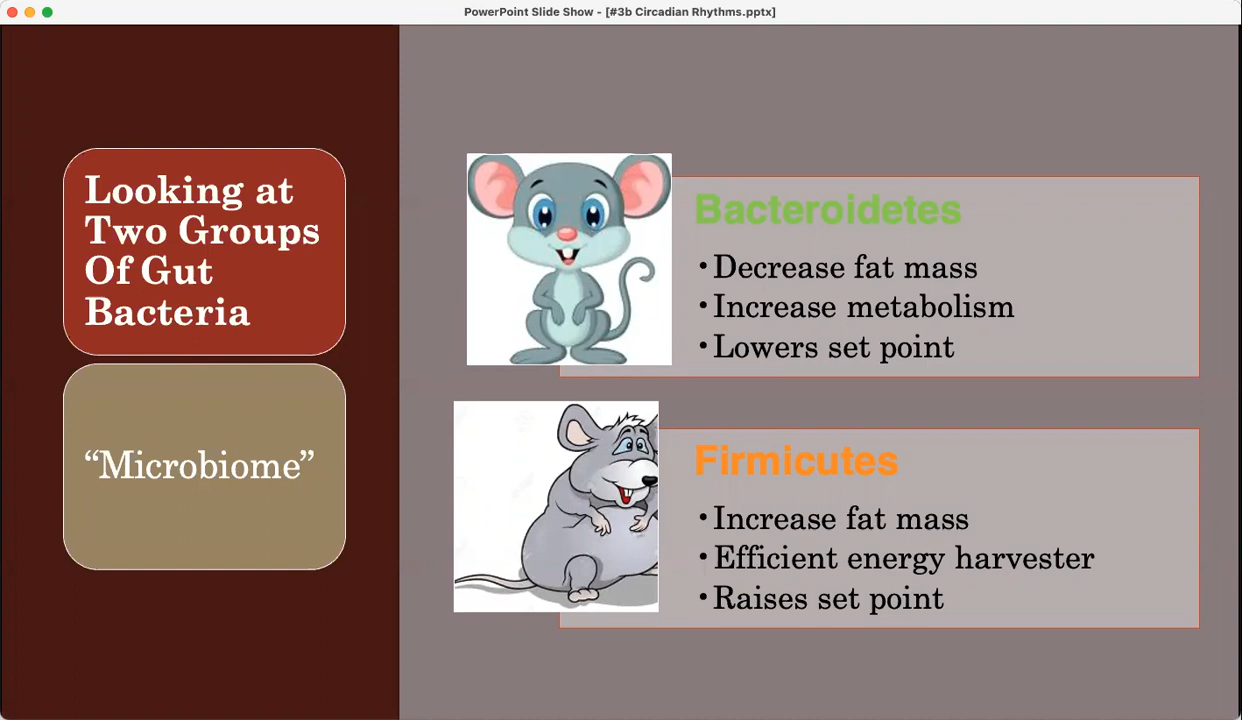 PowerPoint Slide Show - [#3b Circadian Rhythms.pptx]
Looking at
Two Groups
Of Gut
Bacteria
“Microbiome”
Bacteroidetes
•Decrease fat mass
•Increase metabolism
•Lowers set point
Firmicutes
•Increase fat mass
•Efficient energy harvester
•Raises set point